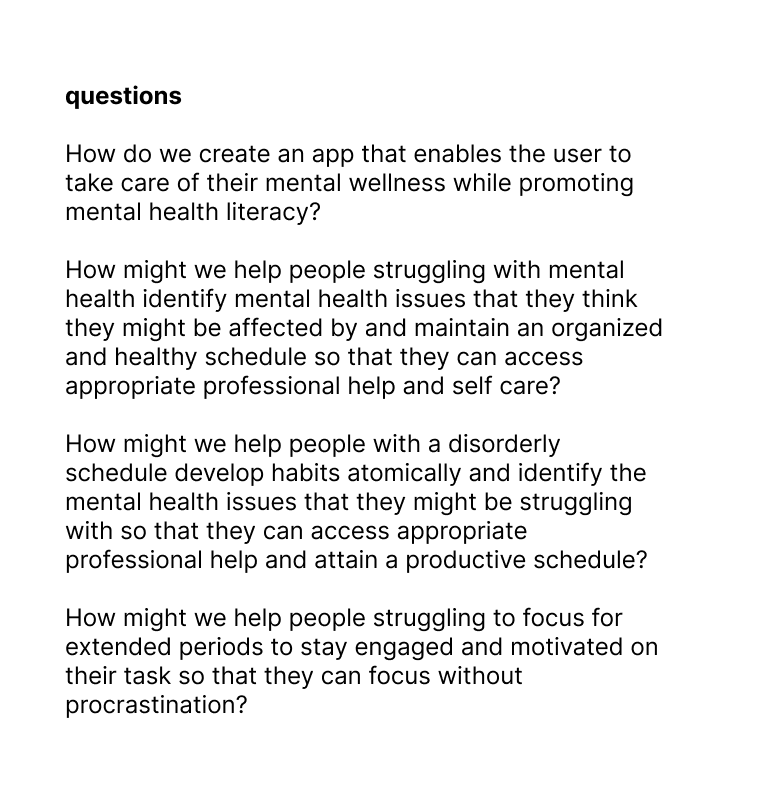 questions
How do we create an app that enables the user to
take care of their mental wellness while promoting
mental health literacy?
How might we help people struggling with mental
health identify mental health issues that they think
they might be affected by and maintain an organized
and healthy schedule so that they can access
appropriate professional help and self care?
How might we help people with a disorderly
schedule develop habits atomically and identify the
mental health issues that they might be struggling
with so that they can access appropriate
professional help and attain a productive schedule?
How might we help people struggling to focus for
extended periods to stay engaged and motivated on
their task so that they can focus without
procrastination?